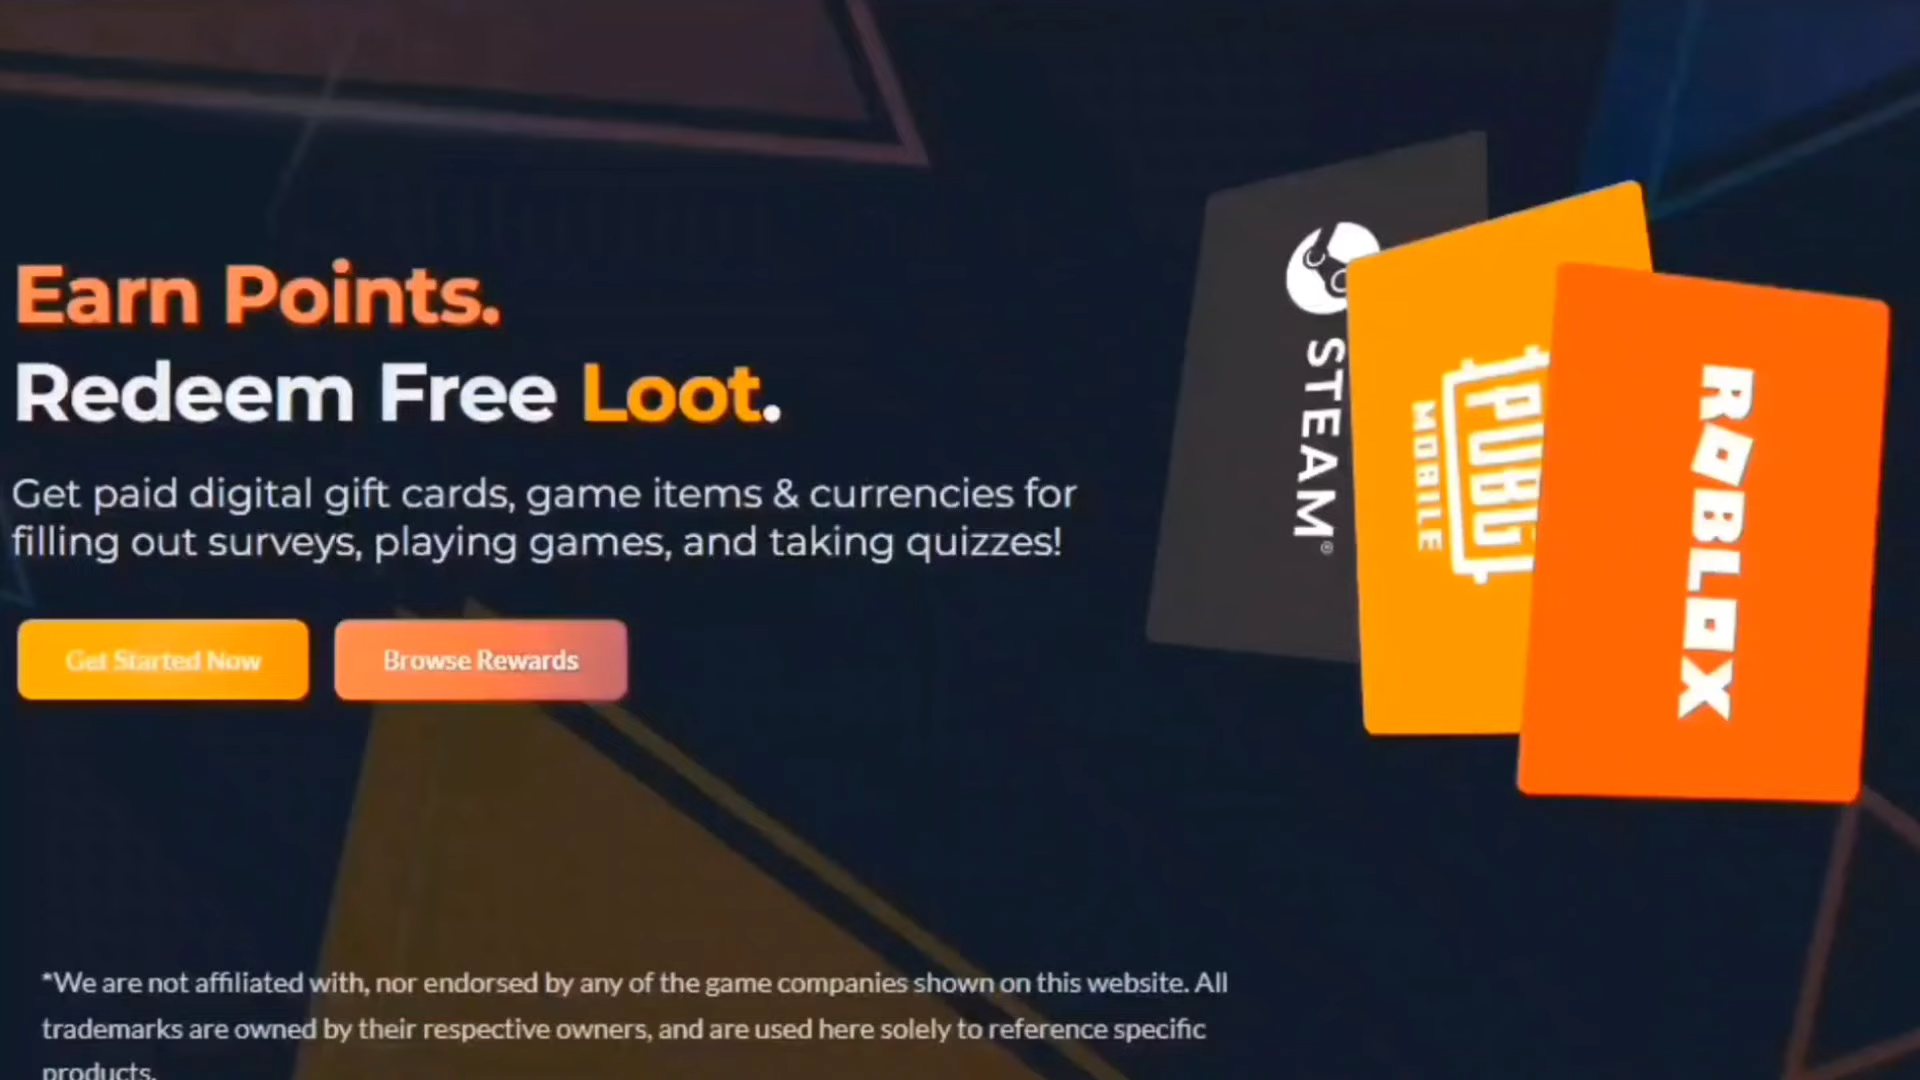 Earn Points.
Redeem Free Loot.
Get paid digital gift cards, game items & currencies for
filling out surveys, playing games, and taking quizzes!
Get Started Now
Browse Rewards
STEAM®
PUBG
MOBILE
ROBLOX
*We are not affiliated with, nor endorsed by any of the game companies shown on this website. All
trademarks are owned by their respective owners, and are used here solely to reference specific
products.